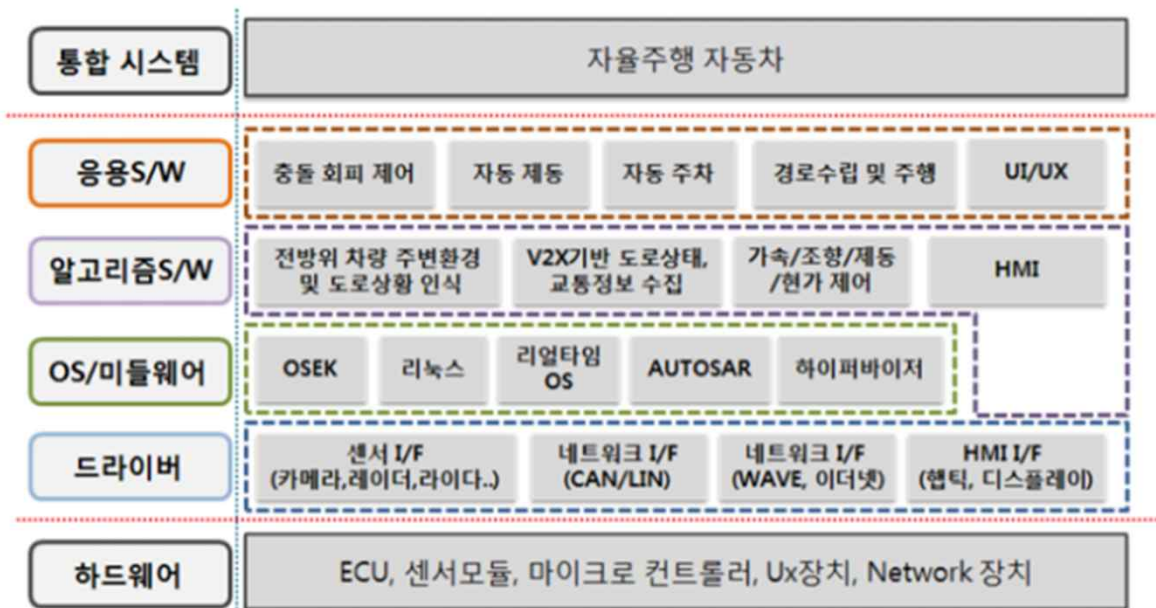 통합 시스템
자율주행 자동차
응용S/W
충돌 회피 제어
자동 제동
자동 주차
경로수립 및 주행
UI/UX
알고리즘S/W
전방위 차량 주변환경
및 도로상황 인식
V2X기반 도로상태,
교통정보 수집
가속/조향/제동
/현가 제어
HMI
OS/미들웨어
OSEK
리눅스
리얼타임
OS
AUTOSAR
하이퍼바이저
드라이버
센서 I/F
(카메라,레이더,라이다..)
네트워크 I/F
(CAN/LIN)
네트워크 I/F
(WAVE, 이더넷)
HMI I/F
(햅틱, 디스플레이)
하드웨어
ECU, 센서모듈, 마이크로 컨트롤러, Ux장치, Network 장치